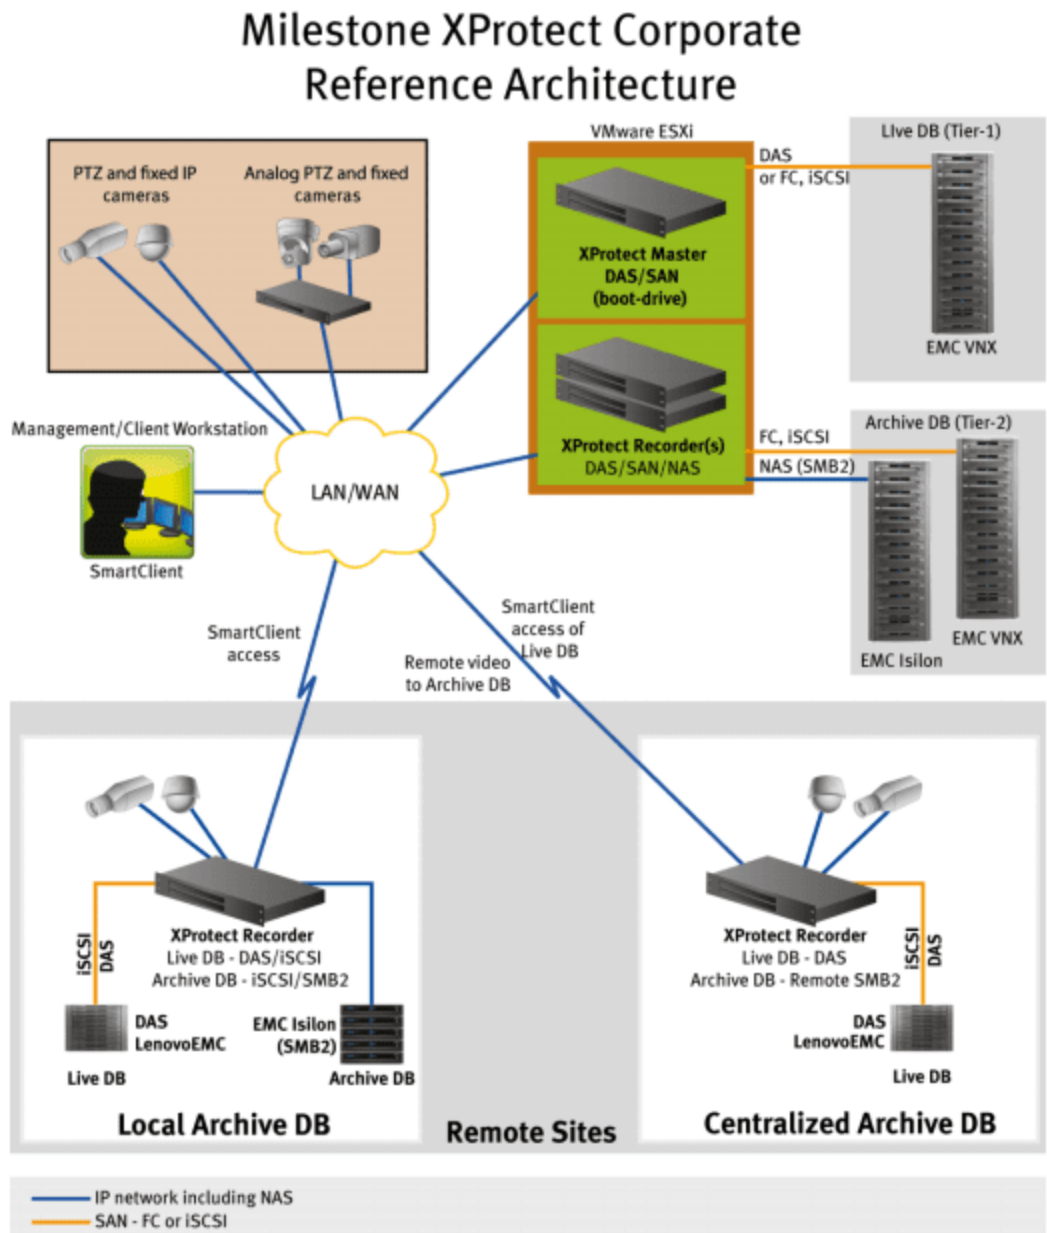 Milestone XProtect Corporate
Reference Architecture
VMware ESXi
LIve DB (Tier-1)
PTZ and fixed IP
cameras
Analog PTZ and fixed
cameras
DAS
or FC, iSCSI
XProtect Master
DAS/SAN
(boot-drive)
EMC VNX
Management/Client Workstation
SmartClient
LAN/WAN
XProtect Recorder(s)
DAS/SAN/NAS
FC, iSCSI
NAS (SMB2)
Archive DB (Tier-2)
EMC VNX
EMC Isilon
SmartClient
access
SmartClient
access of
Live DB
Remote video
to Archive DB
XProtect Recorder
Live DB - DAS/iSCSI
Archive DB - iSCSI/SMB2
iSCSI
DAS
DAS
LenovoEMC
Live DB
EMC Isilon
(SMB2)
Archive DB
Local Archive DB
Remote Sites
XProtect Recorder
Live DB - DAS
Archive DB - Remote SMB2
iSCSI
DAS
DAS
LenovoEMC
Live DB
Centralized Archive DB
IP network including NAS
SAN - FC or iSCSI